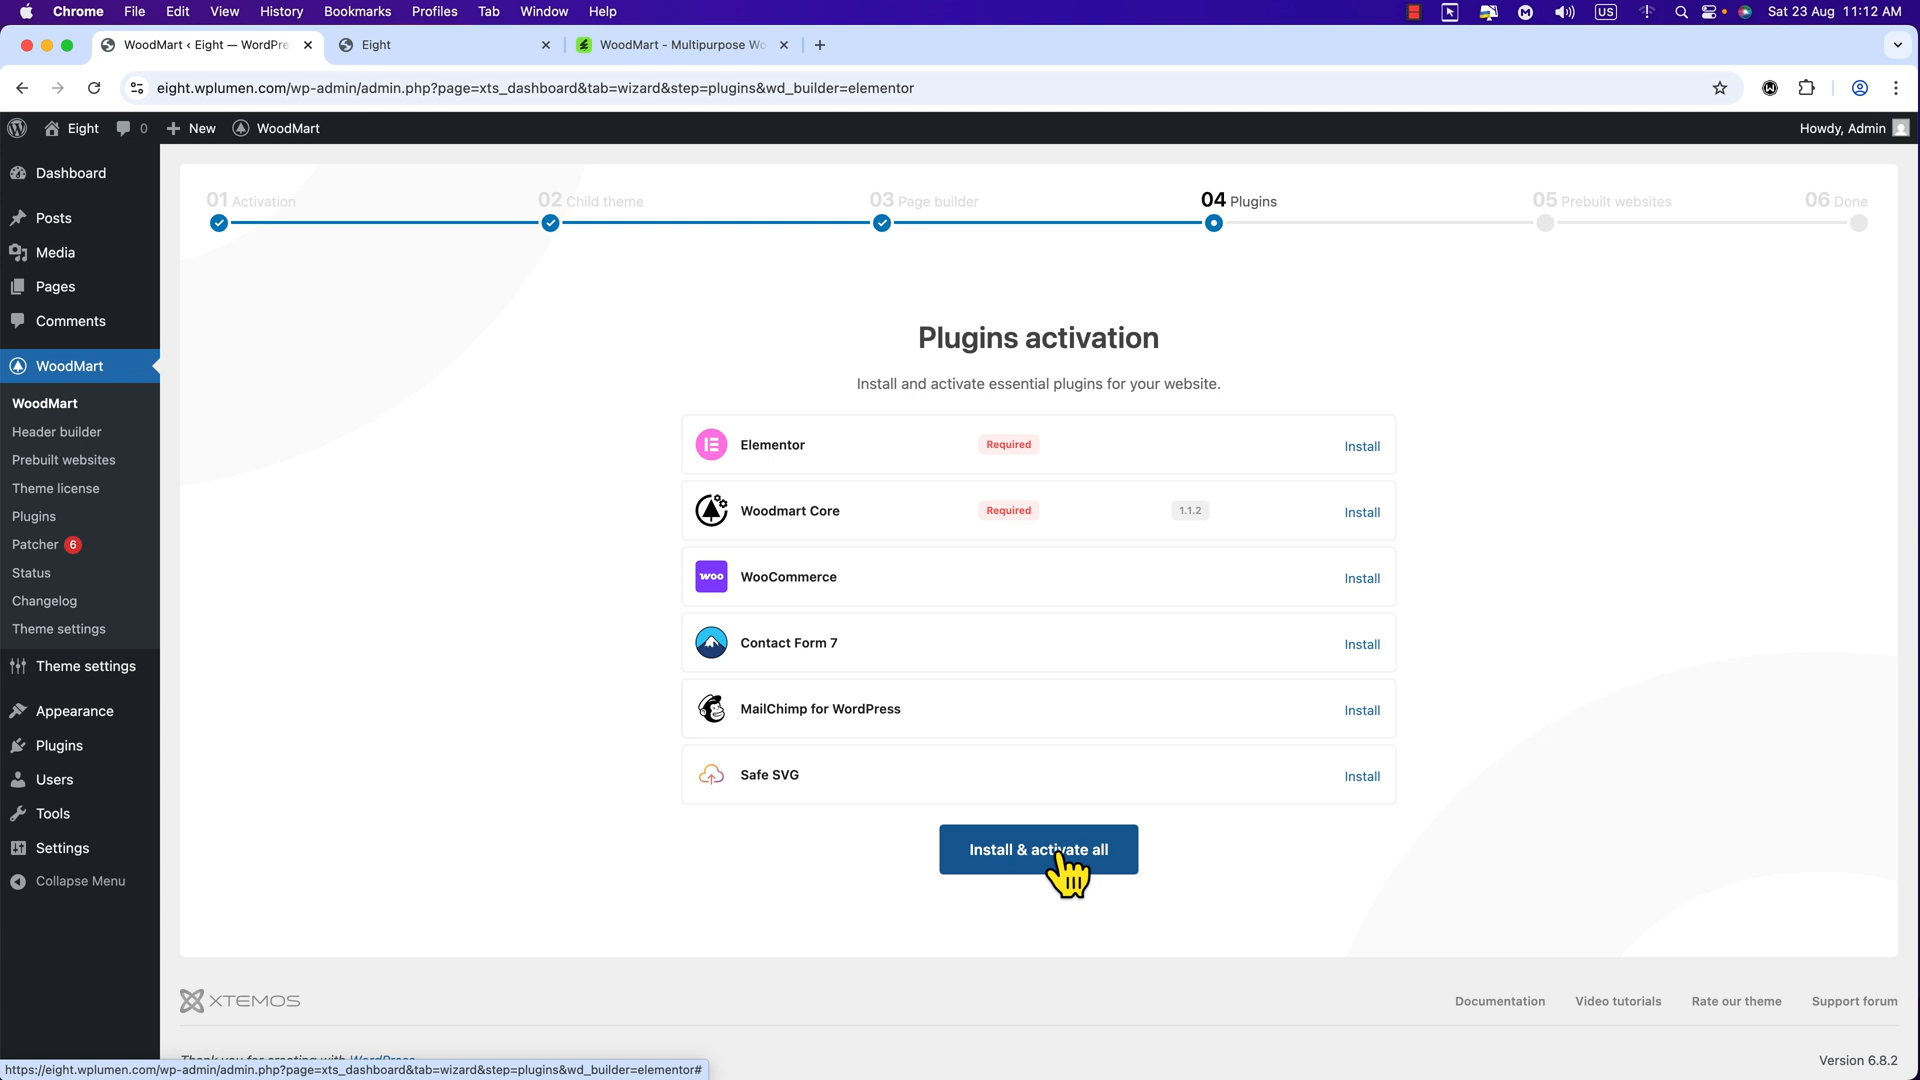 Chrome File Edit View History Bookmarks Profiles Tab Window Help US Sat 23 Aug 11:12 AM
WoodMart ‹ Eight — WordPre Eight WoodMart - Multipurpose Wo
eight.wplumen.com/wp-admin/admin.php?page=xts_dashboard&tab=wizard&step=plugins&wd_builder=elementor
Eight 0 New WoodMart Howdy, Admin
Dashboard
Posts
Media
Pages
Comments
WoodMart
WoodMart
Header builder
Prebuilt websites
Theme license
Plugins
Patcher 6
Status
Changelog
Theme settings
Theme settings
Appearance
Plugins
Users
Tools
Settings
Collapse Menu
01 Activation 02 Child theme 03 Page builder 04 Plugins 05 Prebuilt websites 06 Done
Plugins activation
Install and activate essential plugins for your website.
Elementor Required Install
Woodmart Core Required 1.1.2 Install
woo WooCommerce Install
Contact Form 7 Install
MailChimp for WordPress Install
Safe SVG Install
Install & activate all
XTEMOS Documentation Video tutorials Rate our theme Support forum
Thank you for creating with WordPress
Version 6.8.2
https://eight.wplumen.com/wp-admin/admin.php?page=xts_dashboard&tab=wizard&step=plugins&wd_builder=elementor#